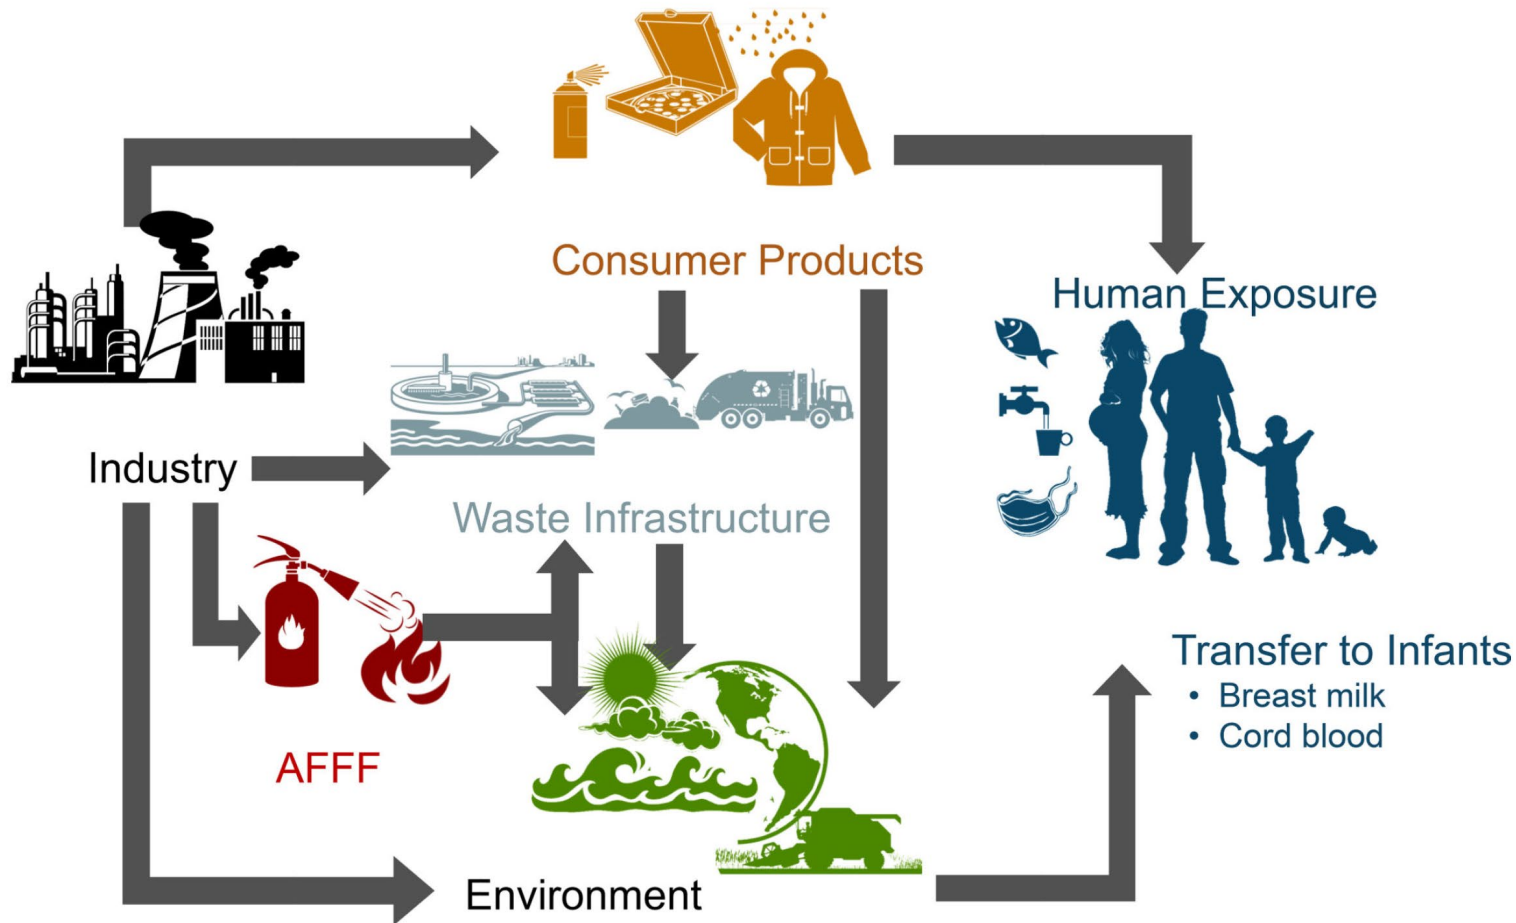 Consumer Products
Human Exposure
Industry
Waste Infrastructure
Transfer to Infants
• Breast milk
• Cord blood
AFFF
Environment